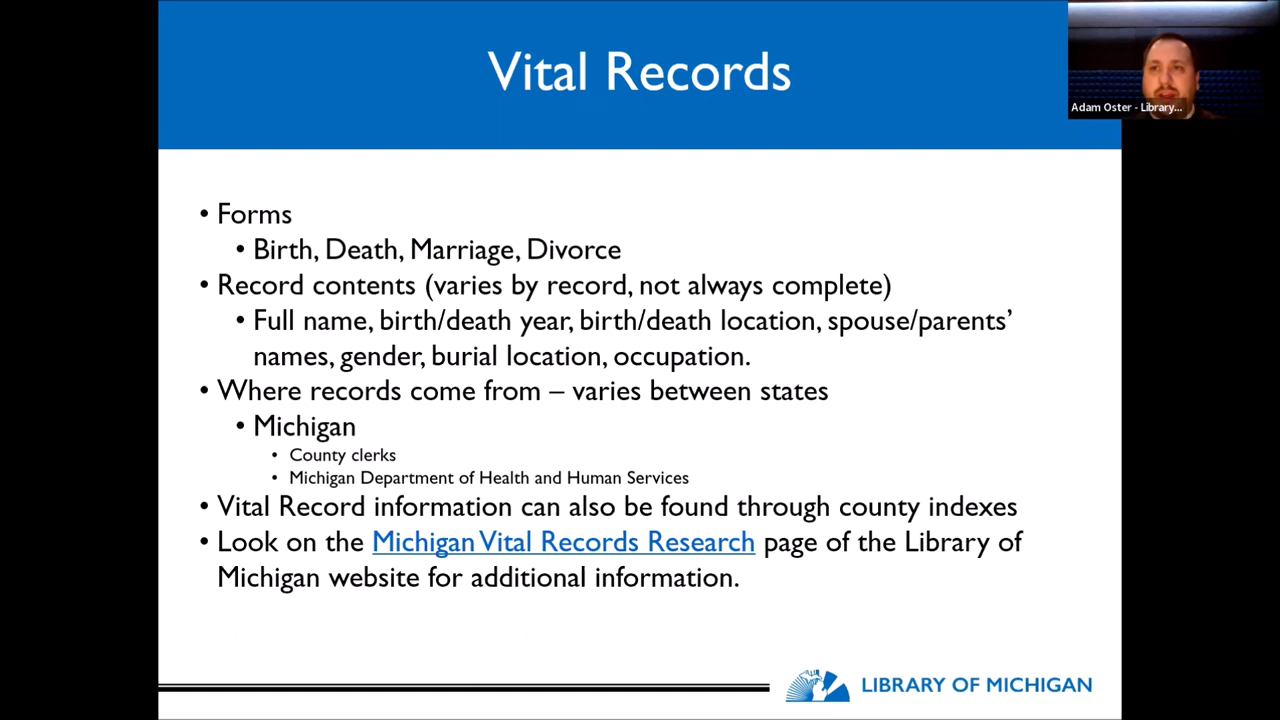 Vital Records
Adam Oster - Library...
• Forms
• Birth, Death, Marriage, Divorce
• Record contents (varies by record, not always complete)
• Full name, birth/death year, birth/death location, spouse/parents’
names, gender, burial location, occupation.
• Where records come from – varies between states
• Michigan
• County clerks
• Michigan Department of Health and Human Services
• Vital Record information can also be found through county indexes
• Look on the Michigan Vital Records Research page of the Library of
Michigan website for additional information.
LIBRARY OF MICHIGAN